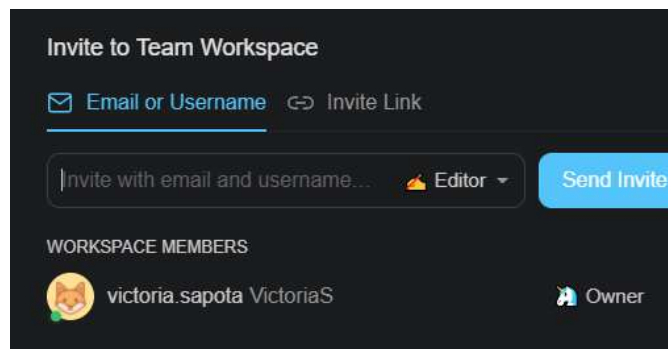 Invite to Team Workspace
Email or Username Invite Link
Invite with email and username... Editor
Send Invite
WORKSPACE MEMBERS
victoria.sapota VictoriaS Owner